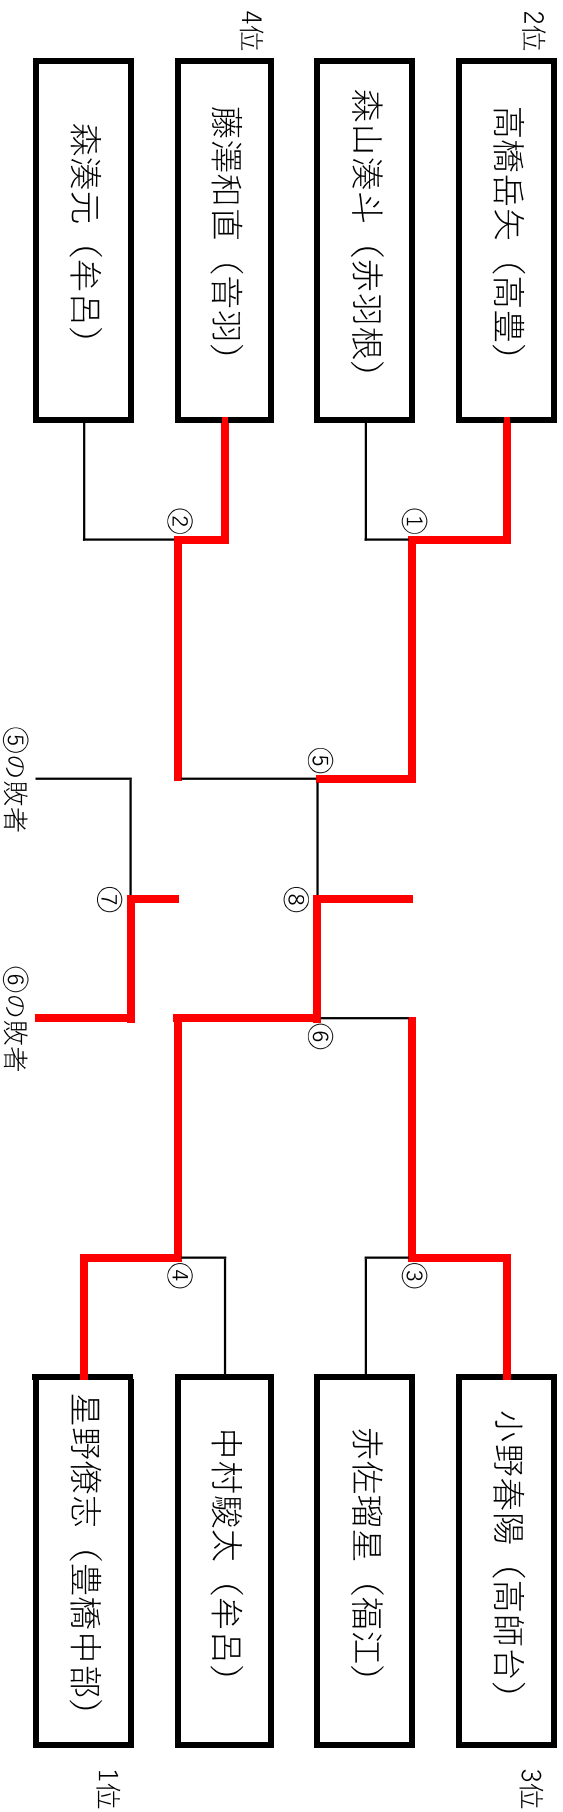 2位
高橋岳矢（高豊）
森山湊斗（赤羽根）
4位
藤澤和直（音羽）
森湊元（牟呂）
①
②
⑤
⑤の敗者
⑧
⑦
⑥
⑥の敗者
③
④
小野春陽（高師台）
3位
赤佐瑠星（福江）
中村駿太（牟呂）
星野僚志（豊橋中部）
1位